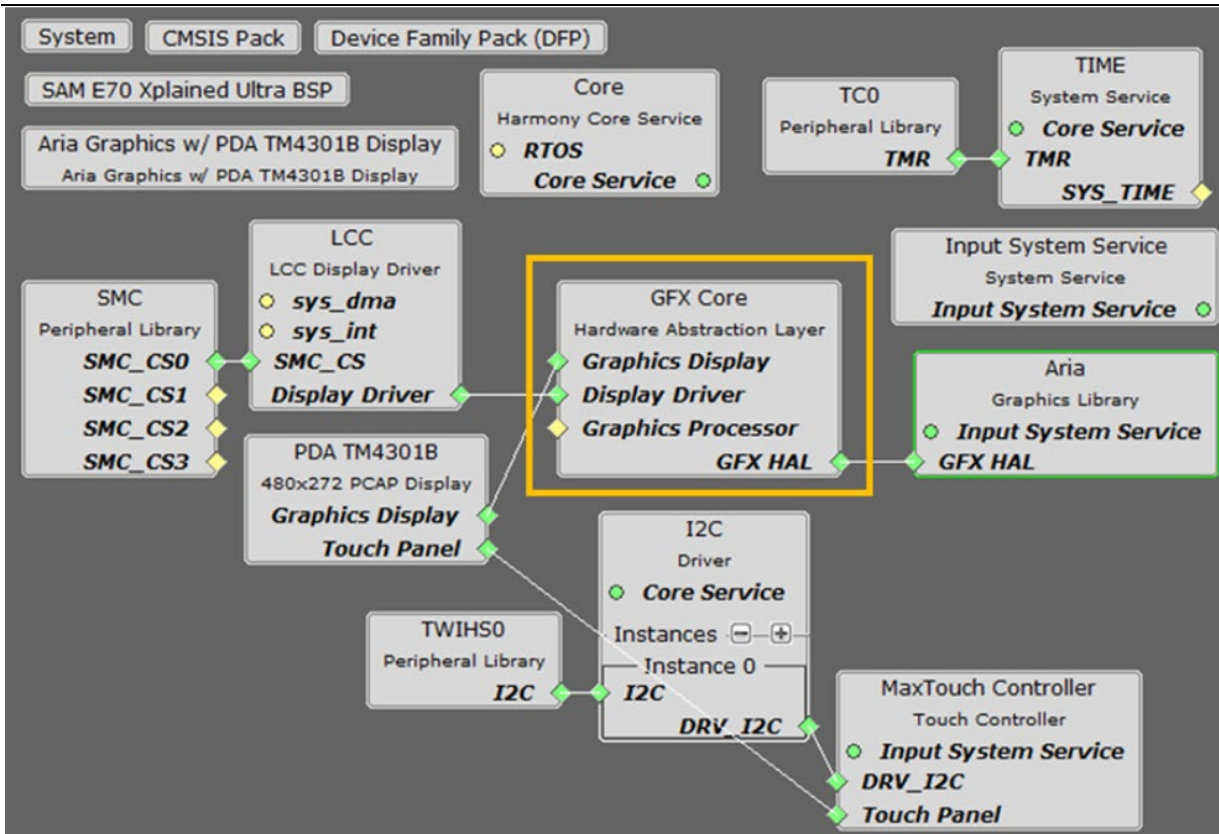 System
CMSIS Pack
Device Family Pack (DFP)
SAM E70 Xplained Ultra BSP
Aria Graphics w/ PDA TM4301B Display
Aria Graphics w/ PDA TM4301B Display
Core
Harmony Core Service
RTOS
Core Service
TC0
Peripheral Library
TMR
TIME
System Service
Core Service
TMR
SYS_TIME
SMC
Peripheral Library
SMC_CS0
SMC_CS1
SMC_CS2
SMC_CS3
LCC
LCC Display Driver
sys_dma
sys_int
SMC_CS
Display Driver
GFX Core
Hardware Abstraction Layer
Graphics Display
Display Driver
Graphics Processor
GFX HAL
Input System Service
System Service
Input System Service
Aria
Graphics Library
Input System Service
GFX HAL
PDA TM4301B
480x272 PCAP Display
Graphics Display
Touch Panel
I2C
Driver
Core Service
Instances
Instance 0
I2C
DRV_I2C
TWIHS0
Peripheral Library
I2C
MaxTouch Controller
Touch Controller
Input System Service
DRV_I2C
Touch Panel